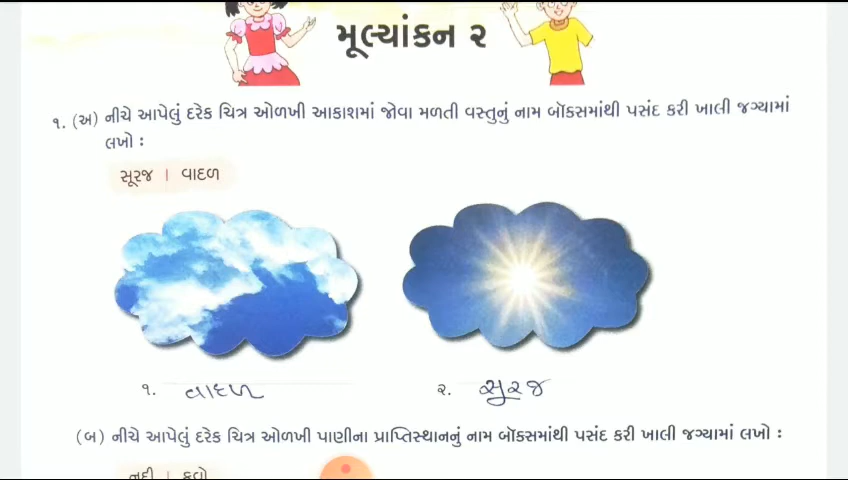 મૂલ્યાંકન ૨
૧. (અ) નીચે આપેલું દરેક ચિત્ર ઓળખી આકાશમાં જોવા મળતી વસ્તુનું નામ બૉક્સમાંથી પસંદ કરી ખાલી જગ્યામાં
લખો :
સૂરજ | વાદળ
૧. વાદળ ૨. સુરજ
(બ) નીચે આપેલું દરેક ચિત્ર ઓળખી પાણીના પ્રાપ્તિસ્થાનનું નામ બૉક્સમાંથી પસંદ કરી ખાલી જગ્યામાં લખો :
નદી | કૂવો